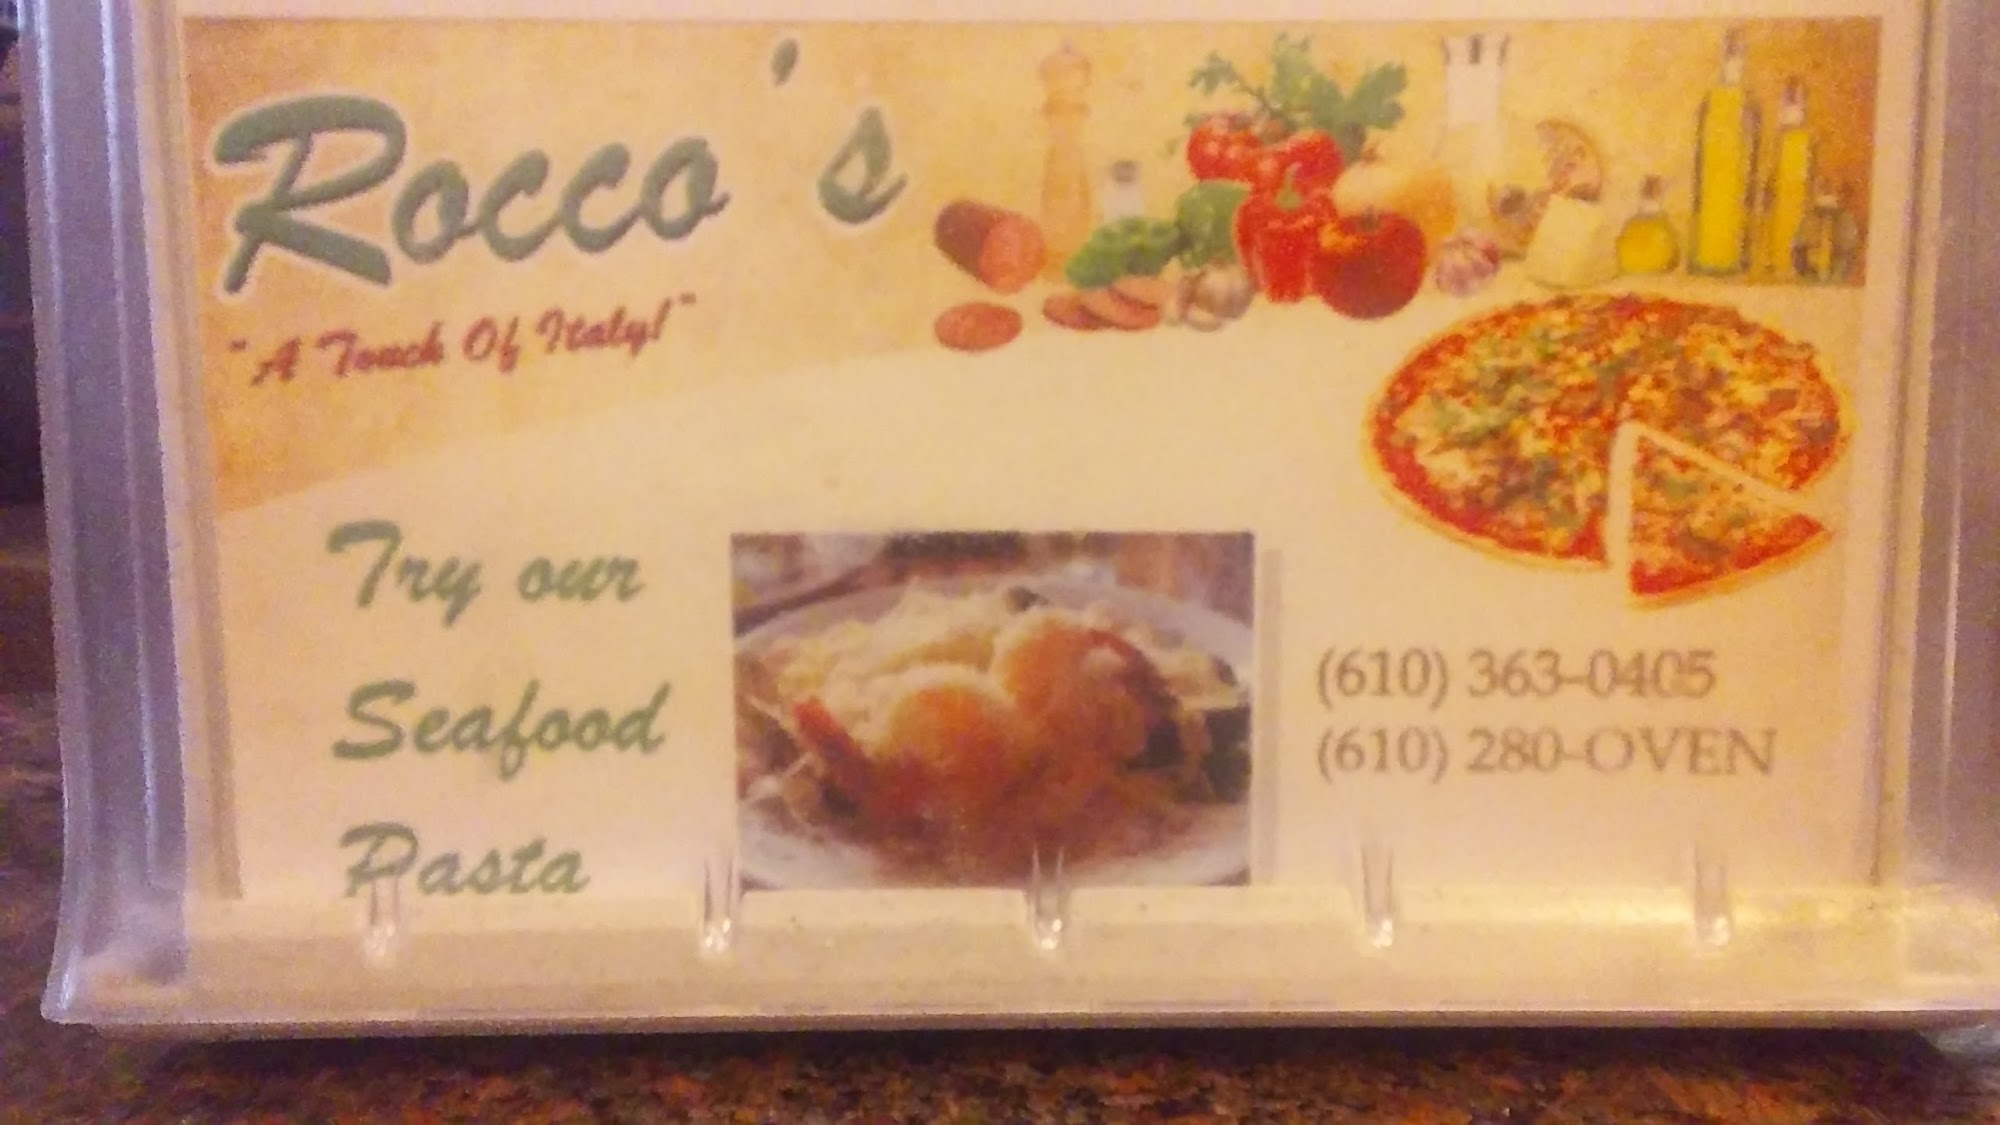 Rocco's
"A Touch Of Italy!"
Try our
Seafood
Pasta
(610) 363-0405
(610) 280-OVEN